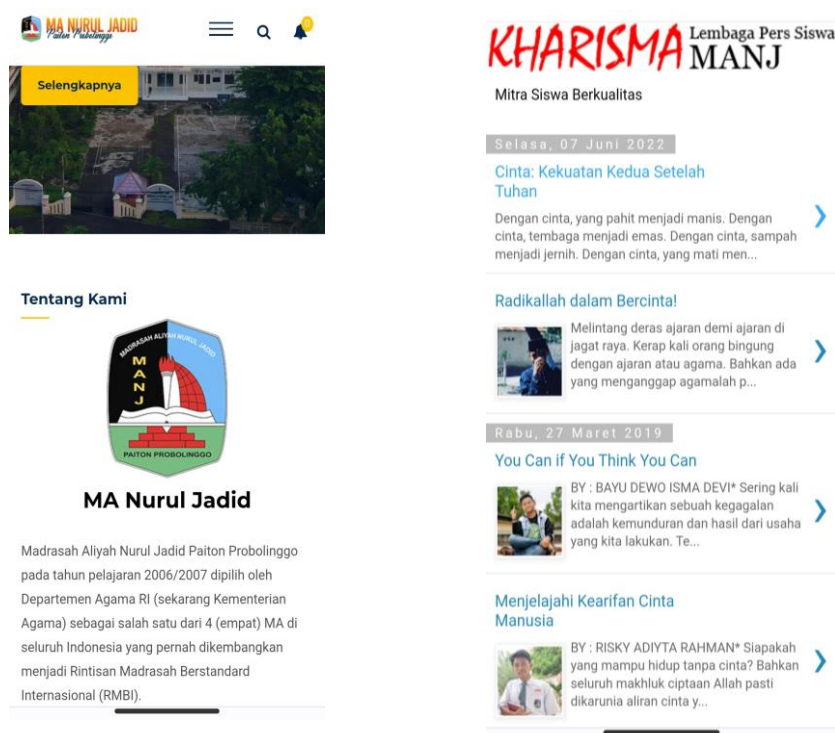 MA NURUL JADID
Paiton Probolinggo
0
Selengkapnya
Tentang Kami
MADRASAH ALIYAH NURUL JADID
MANJ
PAITON PROBOLINGGO
MA Nurul Jadid
Madrasah Aliyah Nurul Jadid Paiton Probolinggo
pada tahun pelajaran 2006/2007 dipilih oleh
Departemen Agama RI (sekarang Kementerian
Agama) sebagai salah satu dari 4 (empat) MA di
seluruh Indonesia yang pernah dikembangkan
menjadi Rintisan Madrasah Berstandard
Internasional (RMBI).
KHARISMA Lembaga Pers Siswa
MANJ
Mitra Siswa Berkualitas
Selasa, 07 Juni 2022
Cinta: Kekuatan Kedua Setelah
Tuhan
Dengan cinta, yang pahit menjadi manis. Dengan
cinta, tembaga menjadi emas. Dengan cinta, sampah
menjadi jernih. Dengan cinta, yang mati men...
Radikallah dalam Bercinta!
Melintang deras ajaran demi ajaran di
jagat raya. Kerap kali orang bingung
dengan ajaran atau agama. Bahkan ada
yang menganggap agamalah p...
Rabu, 27 Maret 2019
You Can if You Think You Can
BY : BAYU DEWO ISMA DEVI* Sering kali
kita mengartikan sebuah kegagalan
adalah kemunduran dan hasil dari usaha
yang kita lakukan. Te...
Menjelajahi Kearifan Cinta
Manusia
BY : RISKY ADIYTA RAHMAN* Siapakah
yang mampu hidup tanpa cinta? Bahkan
seluruh makhluk ciptaan Allah pasti
dikarunia aliran cinta y...